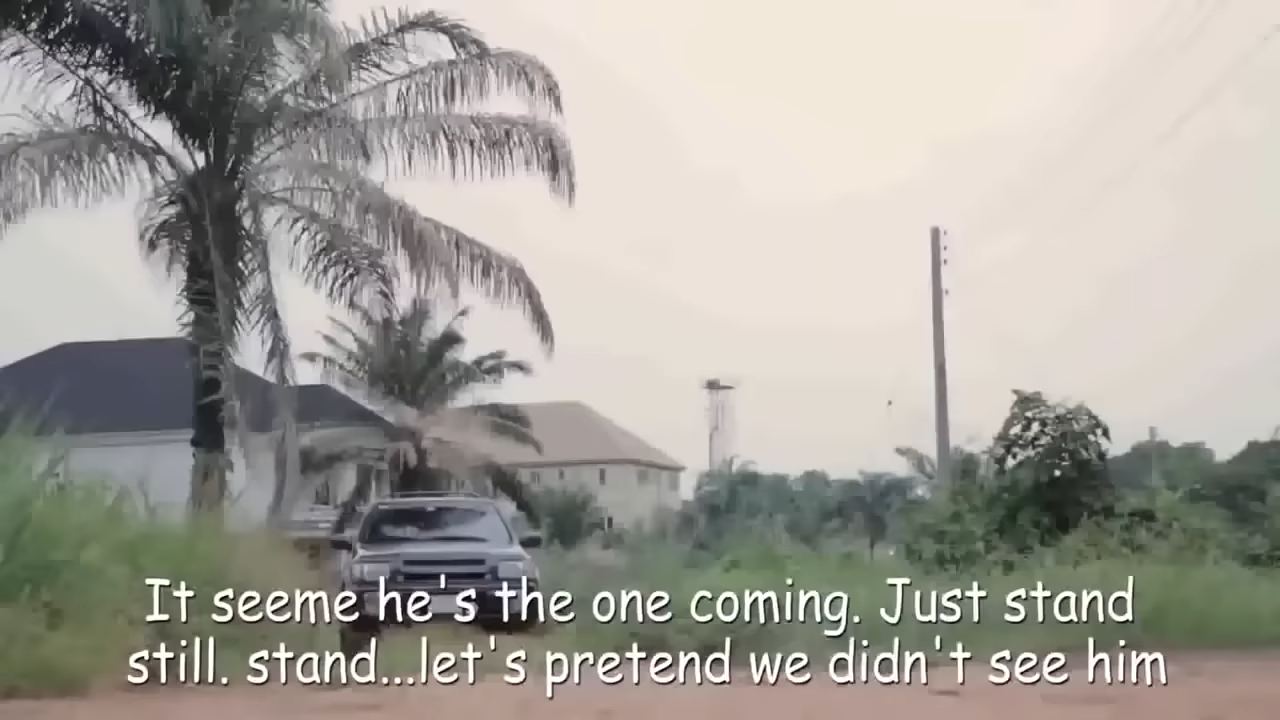 It seeme he's the one coming. Just stand
still. stand...let's pretend we didn't see him